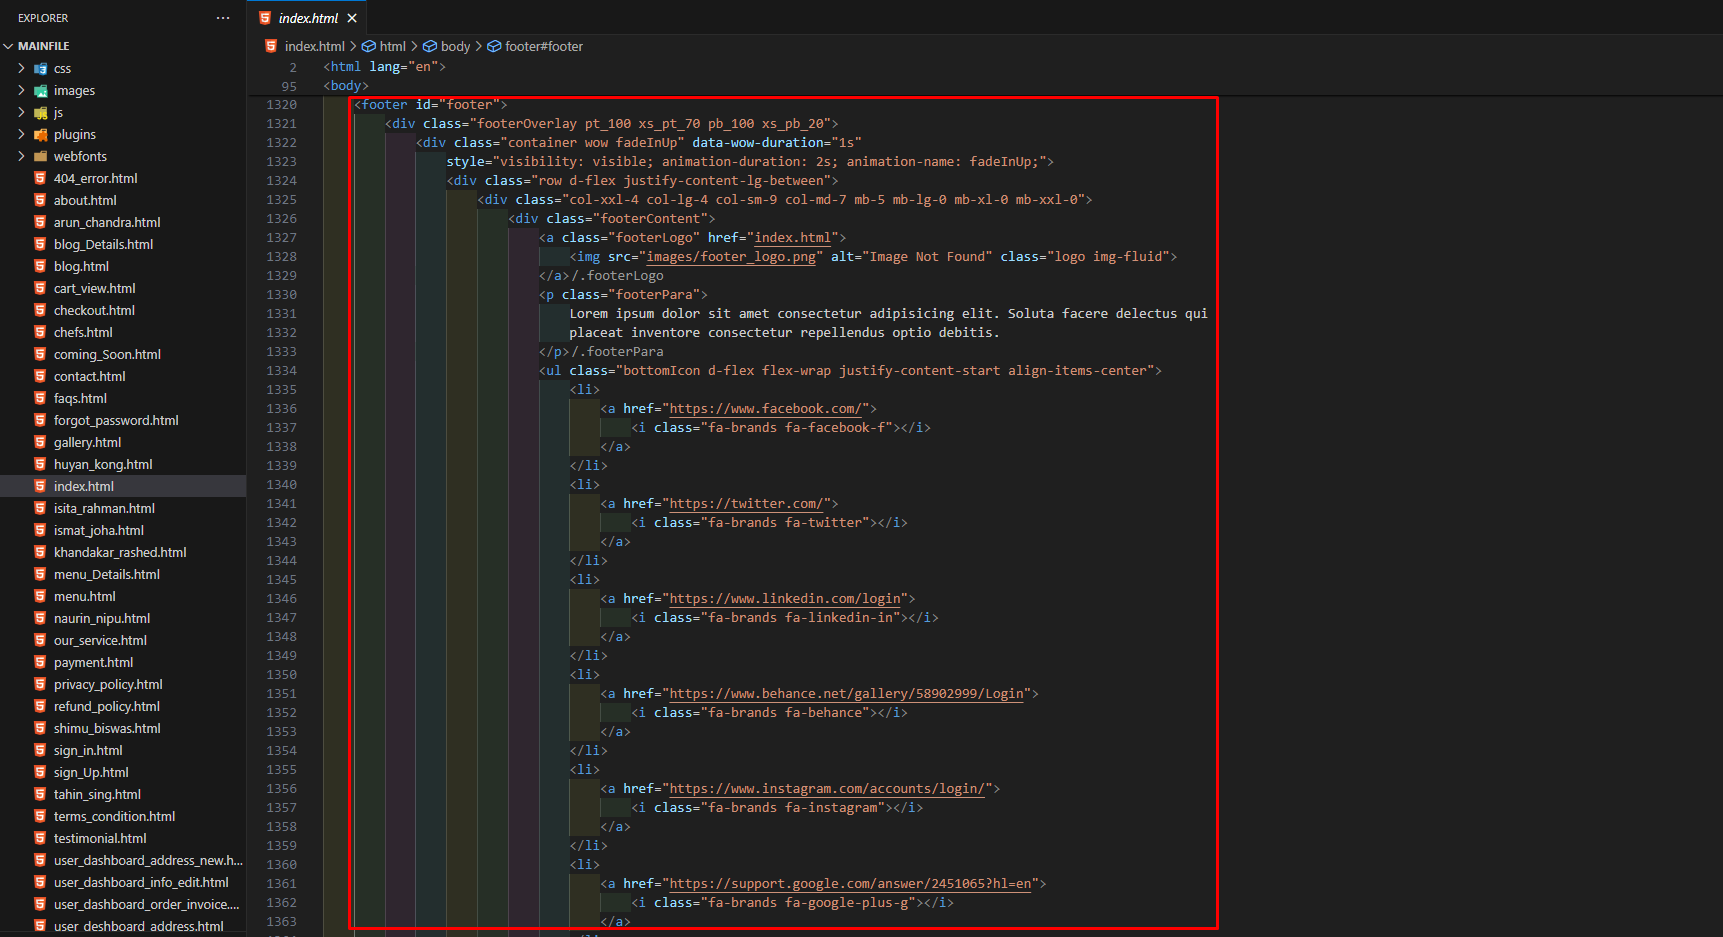 EXPLORER
...
index.html
MAINFILE
css
images
js
plugins
webfonts
404_error.html
about.html
arun_chandra.html
blog_Details.html
blog.html
cart_view.html
checkout.html
chefs.html
coming_Soon.html
contact.html
faqs.html
forgot_password.html
gallery.html
huyan_kong.html
index.html
isita_rahman.html
ismat_joha.html
khandakar_rashed.html
menu_Details.html
menu.html
naurin_nipu.html
our_service.html
payment.html
privacy_policy.html
refund_policy.html
shimu_biswas.html
sign_in.html
sign_Up.html
tahin_sing.html
terms_condition.html
testimonial.html
user_dashboard_address_new.h...
user_dashboard_info_edit.html
user_dashboard_order_invoice....
user_deshboard_address.html
index.html > html > body > footer#footer
2 <html lang="en">
95 <body>
1320 <footer id="footer">
1321 <div class="footerOverlay pt_100 xs_pt_70 pb_100 xs_pb_20">
1322 <div class="container wow fadeInUp" data-wow-duration="1s"
1323 style="visibility: visible; animation-duration: 2s; animation-name: fadeInUp;">
1324 <div class="row d-flex justify-content-lg-between">
1325 <div class="col-xxl-4 col-lg-4 col-sm-9 col-md-7 mb-5 mb-lg-0 mb-xl-0 mb-xxl-0">
1326 <div class="footerContent">
1327 <a class="footerLogo" href="index.html">
1328 <img src="images/footer_logo.png" alt="Image Not Found" class="logo img-fluid">
1329 </a>/.footerLogo
1330 <p class="footerPara">
1331 Lorem ipsum dolor sit amet consectetur adipisicing elit. Soluta facere delectus qui
1332 placeat inventore consectetur repellendus optio debitis.
1333 </p>/.footerPara
1334 <ul class="bottomIcon d-flex flex-wrap justify-content-start align-items-center">
1335 <li>
1336 <a href="https://www.facebook.com/">
1337 <i class="fa-brands fa-facebook-f"></i>
1338 </a>
1339 </li>
1340 <li>
1341 <a href="https://twitter.com/">
1342 <i class="fa-brands fa-twitter"></i>
1343 </a>
1344 </li>
1345 <li>
1346 <a href="https://www.linkedin.com/login">
1347 <i class="fa-brands fa-linkedin-in"></i>
1348 </a>
1349 </li>
1350 <li>
1351 <a href="https://www.behance.net/gallery/58902999/Login">
1352 <i class="fa-brands fa-behance"></i>
1353 </a>
1354 </li>
1355 <li>
1356 <a href="https://www.instagram.com/accounts/login/">
1357 <i class="fa-brands fa-instagram"></i>
1358 </a>
1359 </li>
1360 <li>
1361 <a href="https://support.google.com/answer/2451065?hl=en">
1362 <i class="fa-brands fa-google-plus-g"></i>
1363 </a>